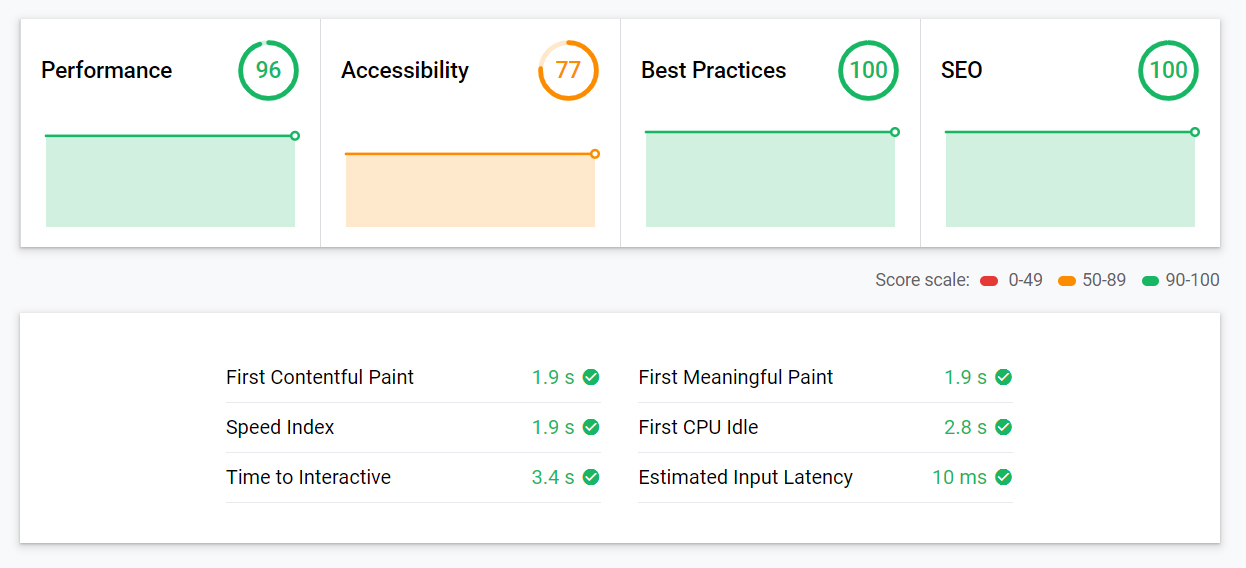 Performance 96 Accessibility 77 Best Practices 100 SEO 100
Score scale: 0-49 50-89 90-100
First Contentful Paint 1.9 s First Meaningful Paint 1.9 s
Speed Index 1.9 s First CPU Idle 2.8 s
Time to Interactive 3.4 s Estimated Input Latency 10 ms